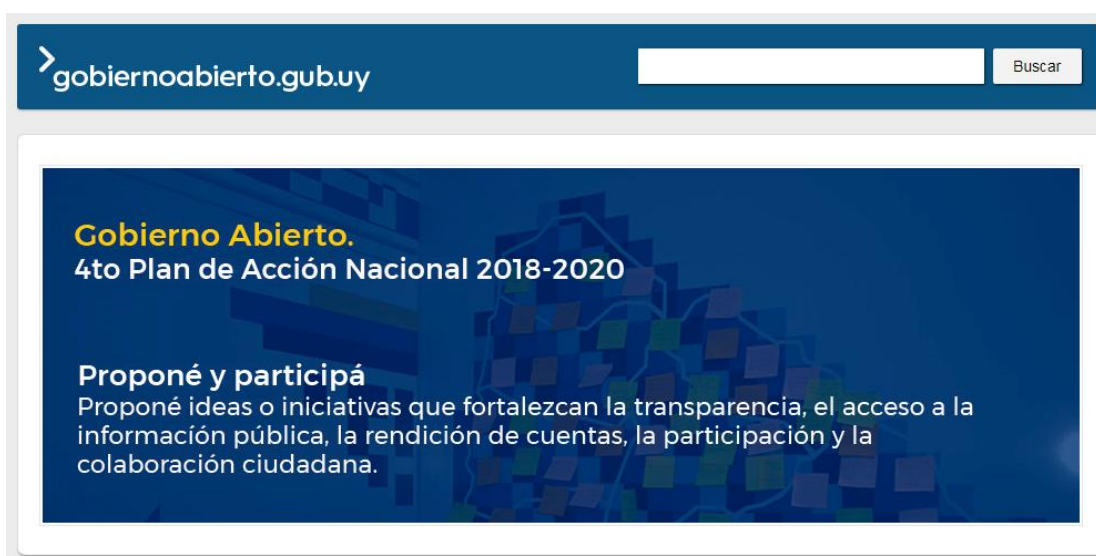 gobiernoabierto.gub.uy
Buscar
Gobierno Abierto.
4to Plan de Acción Nacional 2018-2020
Proponé y participá
Proponé ideas o iniciativas que fortalezcan la transparencia, el acceso a la
informacíón pública, la rendición de cuentas, la participación y la
colaboración ciudadana.